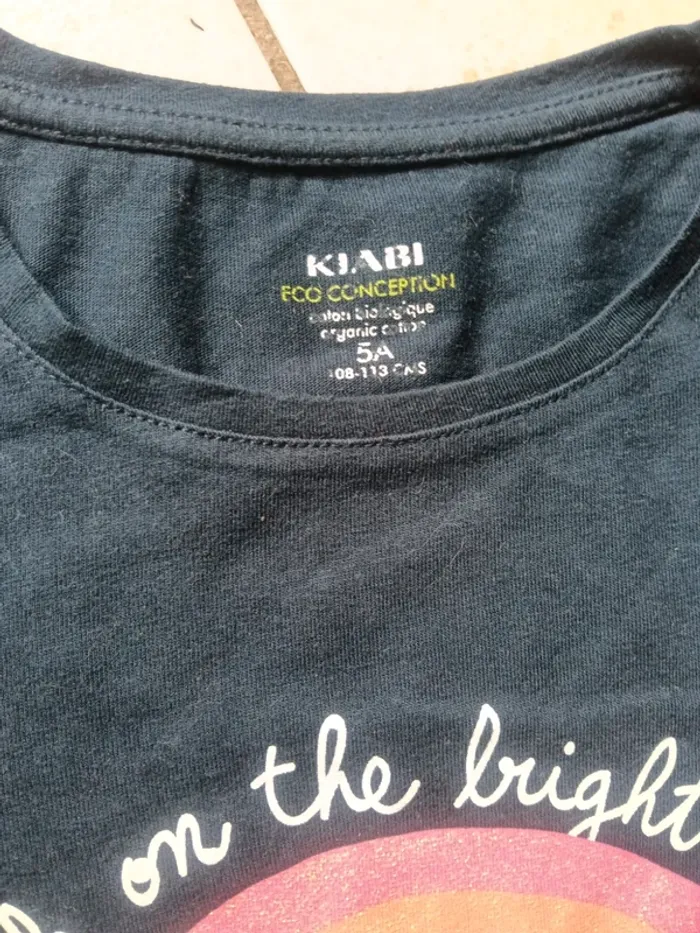 KIABI
ECO CONCEPTION
coton biologique
organic cotton
5A
108-113 CMS
on the bright